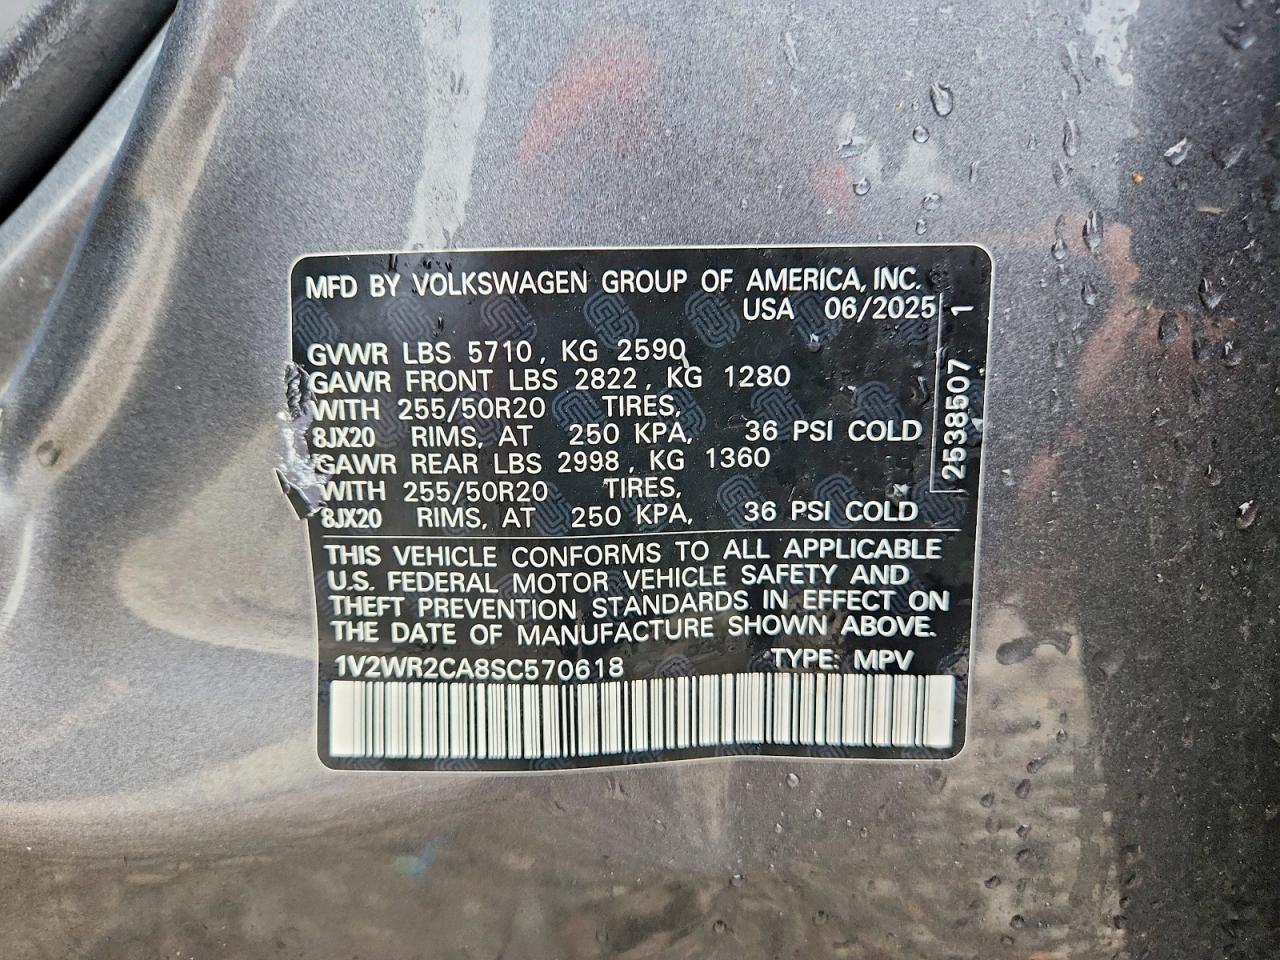 MFD BY VOLKSWAGEN GROUP OF AMERICA, INC.
USA 06/2025
GVWR LBS 5710, KG 2590
GAWR FRONT LBS 2822, KG 1280
WITH 255/50R20 TIRES,
8JX20 RIMS, AT 250 KPA, 36 PSI COLD
GAWR REAR LBS 2998, KG 1360
WITH 255/50R20 TIRES,
8JX20 RIMS, AT 250 KPA, 36 PSI COLD
THIS VEHICLE CONFORMS TO ALL APPLICABLE
U.S. FEDERAL MOTOR VEHICLE SAFETY AND
THEFT PREVENTION STANDARDS IN EFFECT ON
THE DATE OF MANUFACTURE SHOWN ABOVE.
1V2WR2CA8SC570618 TYPE: MPV
2538507 1